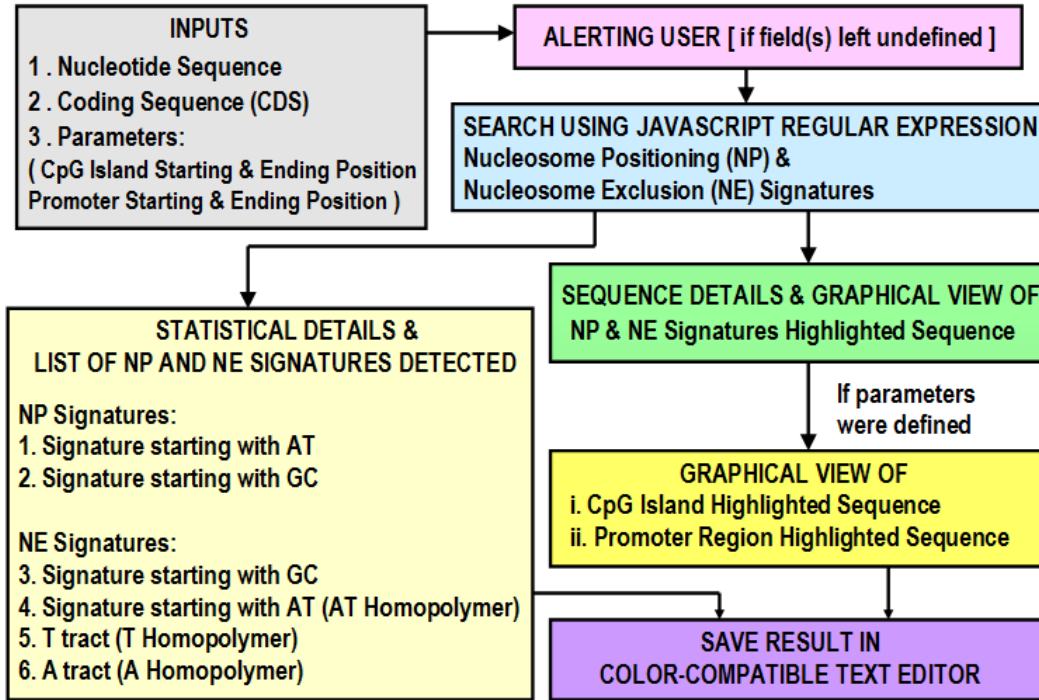 INPUTS
1 . Nucleotide Sequence
2 . Coding Sequence (CDS)
3 . Parameters:
( CpG Island Starting & Ending Position
Promoter Starting & Ending Position )
ALERTING USER [ if field(s) left undefined ]
SEARCH USING JAVASCRIPT REGULAR EXPRESSION
Nucleosome Positioning (NP) &
Nucleosome Exclusion (NE) Signatures
SEQUENCE DETAILS & GRAPHICAL VIEW OF
NP & NE Signatures Highlighted Sequence
If parameters
were defined
GRAPHICAL VIEW OF
i. CpG Island Highlighted Sequence
ii. Promoter Region Highlighted Sequence
STATISTICAL DETAILS &
LIST OF NP AND NE SIGNATURES DETECTED
NP Signatures:
1. Signature starting with AT
2. Signature starting with GC
NE Signatures:
3. Signature starting with GC
4. Signature starting with AT (AT Homopolymer)
5. T tract (T Homopolymer)
6. A tract (A Homopolymer)
SAVE RESULT IN
COLOR-COMPATIBLE TEXT EDITOR